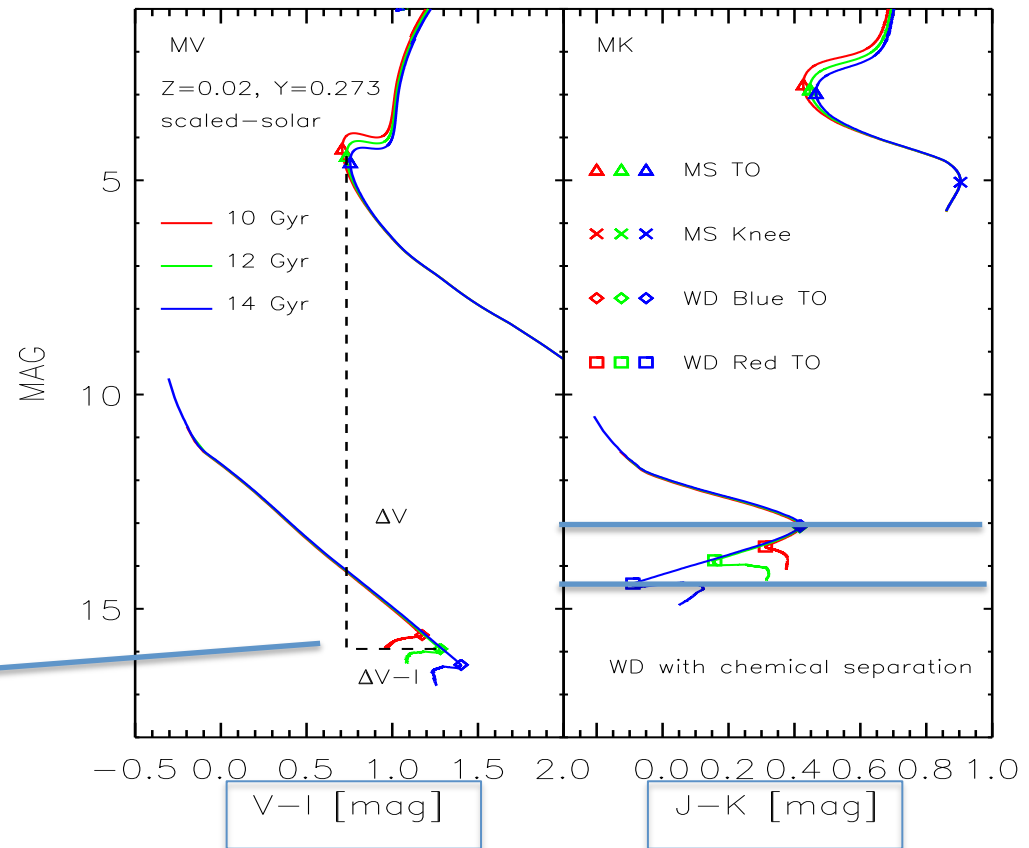 MV
Z=0.02, Y=0.273
scaled-solar
10 Gyr
12 Gyr
14 Gyr
ΔV
ΔV-I
MAG
5
10
15
-0.5 0.0 0.5 1.0 1.5 2.0
V-I [mag]
MK
MS TO
MS Knee
WD Blue TO
WD Red TO
WD with chemical separation
0.0 0.2 0.4 0.6 0.8 1.0
J-K [mag]